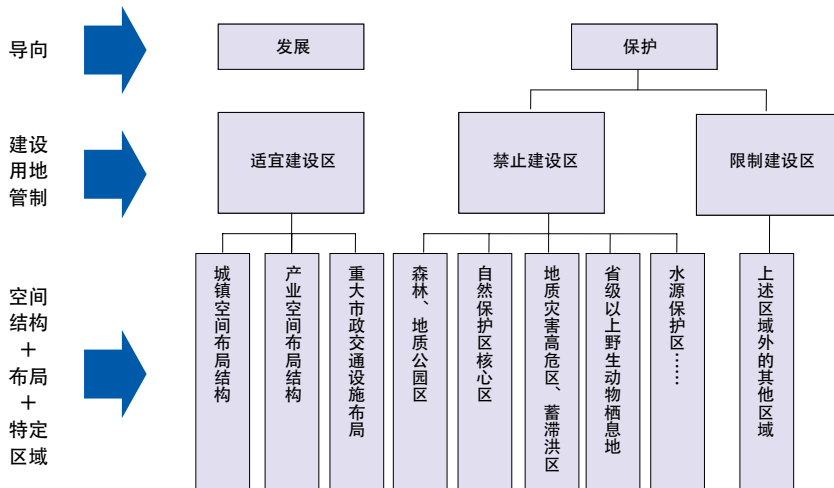 导向
发展
保护
建设
用地
管制
适宜建设区
禁止建设区
限制建设区
空间
结构
+
布局
+
特定
区域
城镇空间布局结构
产业空间布局结构
重大市政交通设施布局
森林、地质公园区
自然保护区核心区
地质灾害高危区、蓄滞洪区
省级以上野生动物栖息地
水源保护区……
上述区域外的其他区域